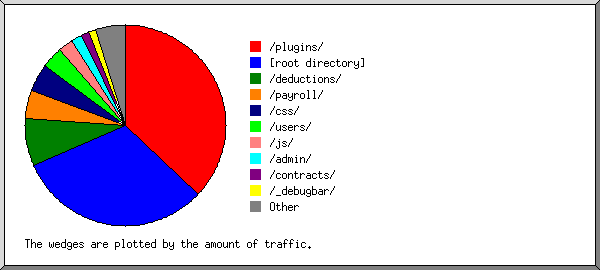 /plugins/
[root directory]
/deductions/
/payroll/
/css/
/users/
/js/
/admin/
/contracts/
/_debugbar/
Other
The wedges are plotted by the amount of traffic.